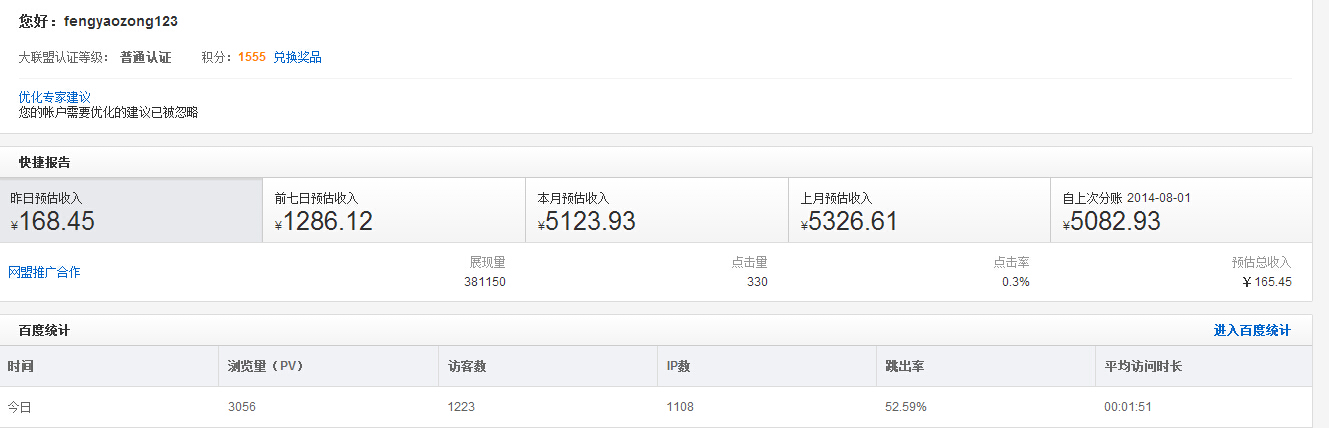 您好：fengyaozong123
大联盟认证等级： 普通认证 积分：1555 兑换奖品
优化专家建议
您的帐户需要优化的建议已被忽略
快捷报告
昨日预估收入 前七日预估收入 本月预估收入 上月预估收入 自上次分账 2014-08-01
¥168.45 ¥1286.12 ¥5123.93 ¥5326.61 ¥5082.93
网盟推广合作 展现量 点击量 点击率 预估总收入
381150 330 0.3% ¥165.45
百度统计 进入百度统计
时间 浏览量（PV） 访客数 IP数 跳出率 平均访问时长
今日 3056 1223 1108 52.59% 00:01:51